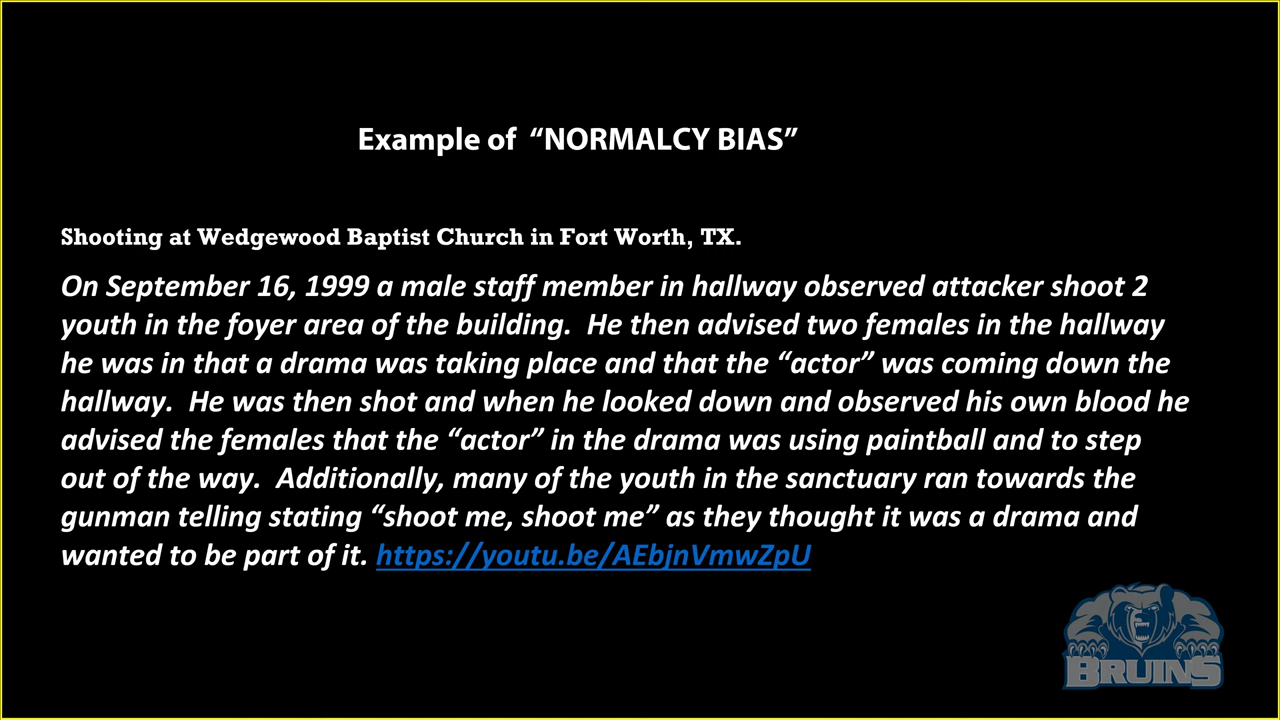 Example of “NORMALCY BIAS”
Shooting at Wedgewood Baptist Church in Fort Worth, TX.
On September 16, 1999 a male staff member in hallway observed attacker shoot 2
youth in the foyer area of the building. He then advised two females in the hallway
he was in that a drama was taking place and that the “actor” was coming down the
hallway. He was then shot and when he looked down and observed his own blood he
advised the females that the “actor” in the drama was using paintball and to step
out of the way. Additionally, many of the youth in the sanctuary ran towards the
gunman telling stating “shoot me, shoot me” as they thought it was a drama and
wanted to be part of it. https://youtu.be/AEbjnVmwZpU
BRUINS